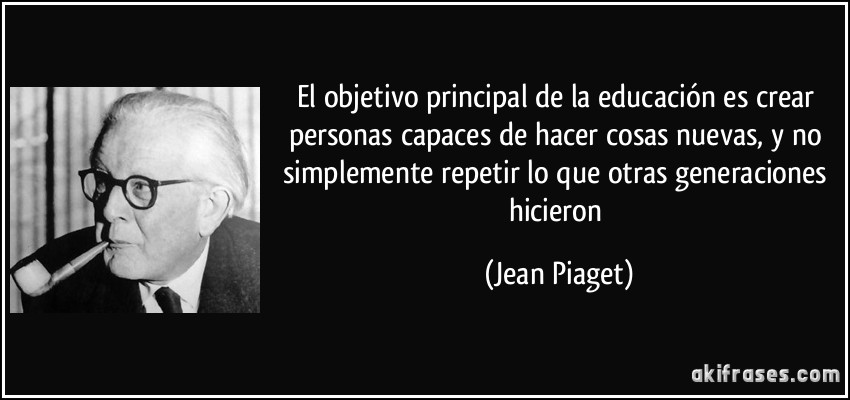 El objetivo principal de la educación es crear
personas capaces de hacer cosas nuevas, y no
simplemente repetir lo que otras generaciones
hicieron
(Jean Piaget)
akifrases.com